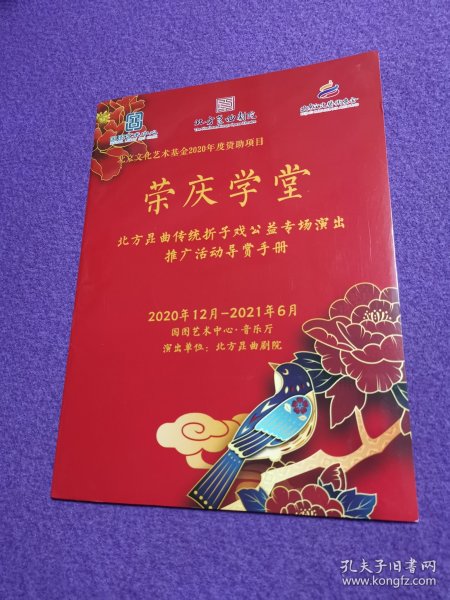 北方昆曲剧院
北京文化艺术基金2020年度资助项目
荣庆学堂
北方昆曲传统折子戏公益专场演出
推广活动导赏手册
2020年12月-2021年6月
国图艺术中心·音乐厅
演出单位：北方昆曲剧院
孔夫子旧书网
www.kongfz.com